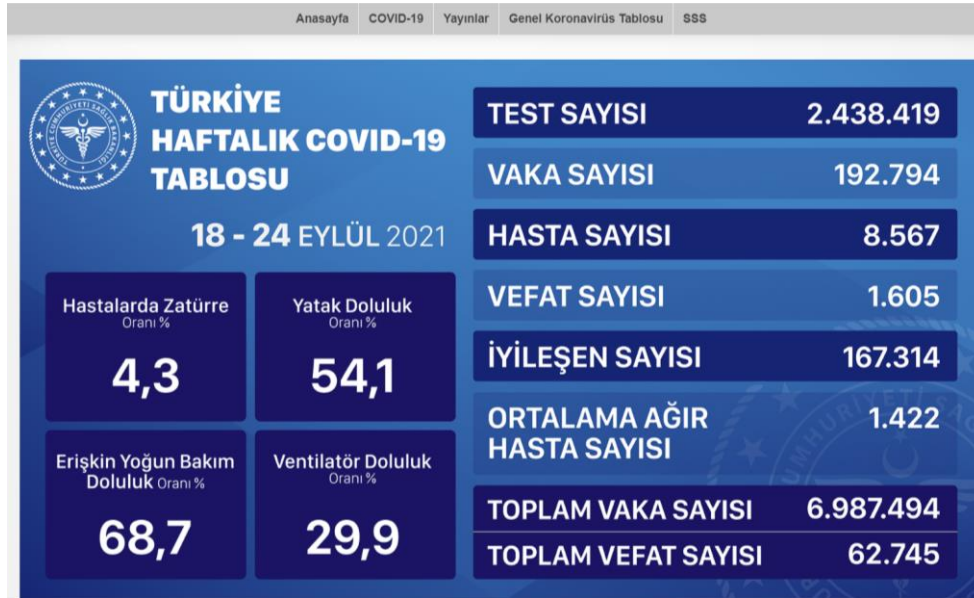 Anasayfa COVID-19 Yayınlar Genel Koronavirüs Tablosu SSS
TÜRKİYE
HAFTALIK COVID-19
TABLOSU
18 - 24 EYLÜL 2021
Hastalarda Zatürre
Oranı %
4,3
Yatak Doluluk
Oranı %
54,1
Erişkin Yoğun Bakım
Doluluk Oranı %
68,7
Ventilatör Doluluk
Oranı %
29,9
TEST SAYISI 2.438.419
VAKA SAYISI 192.794
HASTA SAYISI 8.567
VEFAT SAYISI 1.605
İYİLEŞEN SAYISI 167.314
ORTALAMA AĞIR 1.422
HASTA SAYISI
TOPLAM VAKA SAYISI 6.987.494
TOPLAM VEFAT SAYISI 62.745